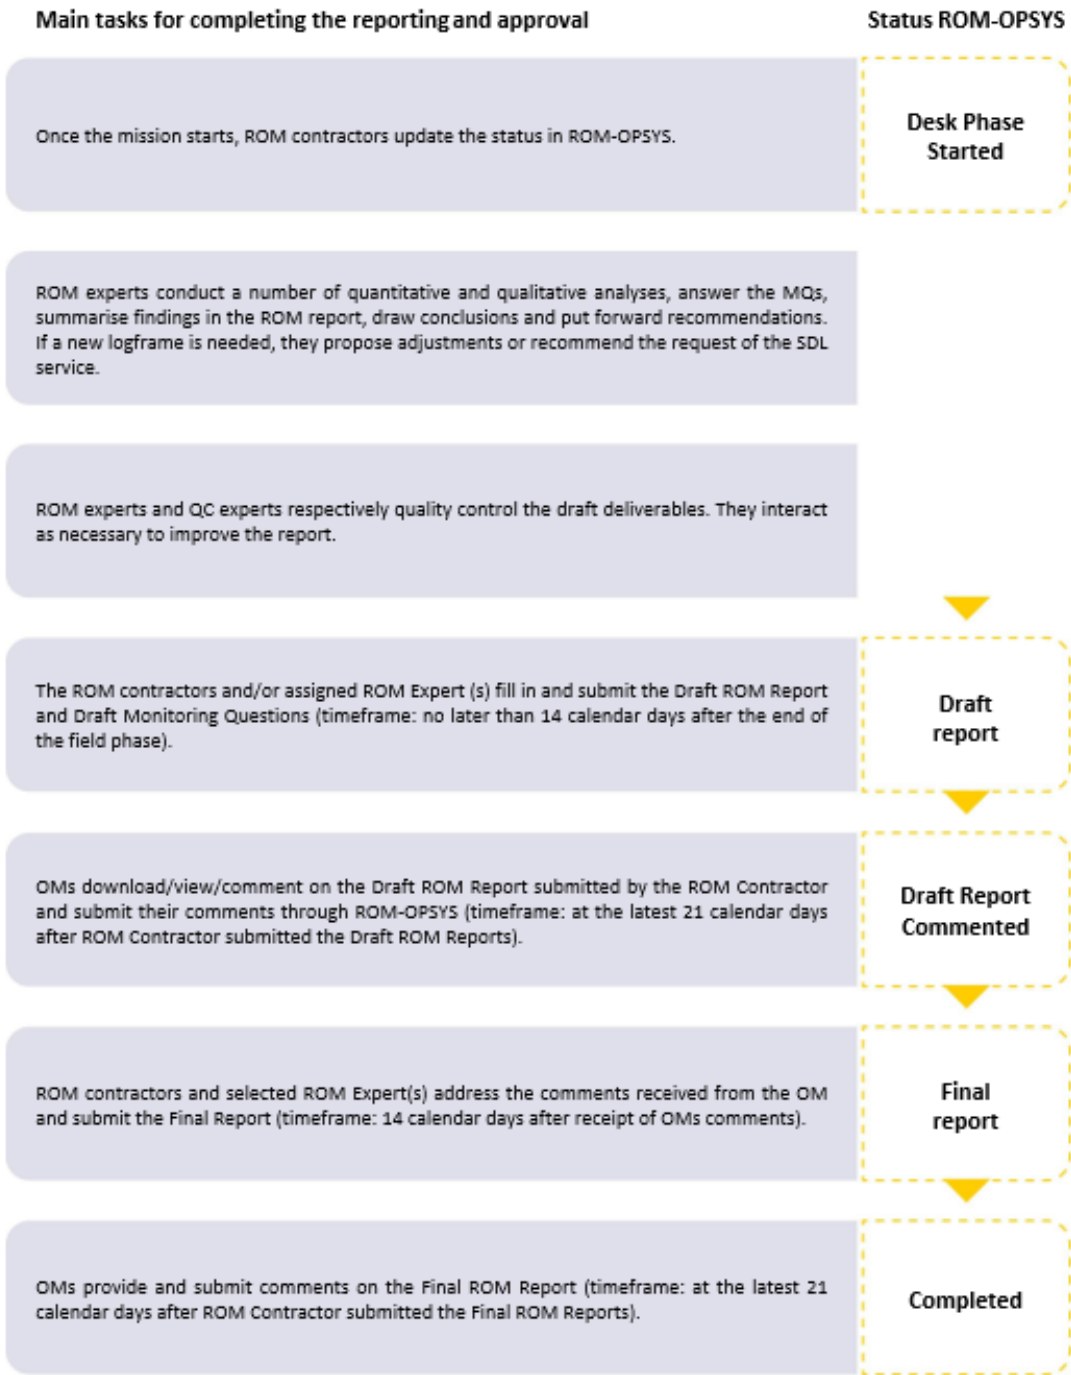 Main tasks for completing the reporting and approval
Status ROM-OPSYS
Once the mission starts, ROM contractors update the status in ROM-OPSYS.
Desk Phase
Started
ROM experts conduct a number of quantitative and qualitative analyses, answer the MQs,
summarise findings in the ROM report, draw conclusions and put forward recommendations.
If a new logframe is needed, they propose adjustments or recommend the request of the SDL
service.
ROM experts and QC experts respectively quality control the draft deliverables. They interact
as necessary to improve the report.
The ROM contractors and/or assigned ROM Expert (s) fill in and submit the Draft ROM Report
and Draft Monitoring Questions (timeframe: no later than 14 calendar days after the end of
the field phase).
Draft
report
OMs download/view/comment on the Draft ROM Report submitted by the ROM Contractor
and submit their comments through ROM-OPSYS (timeframe: at the latest 21 calendar days
after ROM Contractor submitted the Draft ROM Reports).
Draft Report
Commented
ROM contractors and selected ROM Expert(s) address the comments received from the OM
and submit the Final Report (timeframe: 14 calendar days after receipt of OMs comments).
Final
report
OMs provide and submit comments on the Final ROM Report (timeframe: at the latest 21
calendar days after ROM Contractor submitted the Final ROM Reports).
Completed